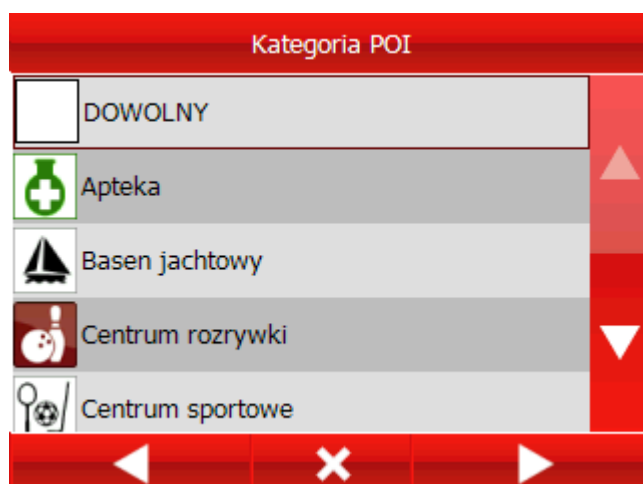 Kategoria POI
DOWOLNY
Apteka
Basen jachtowy
Centrum rozrywki
Centrum sportowe